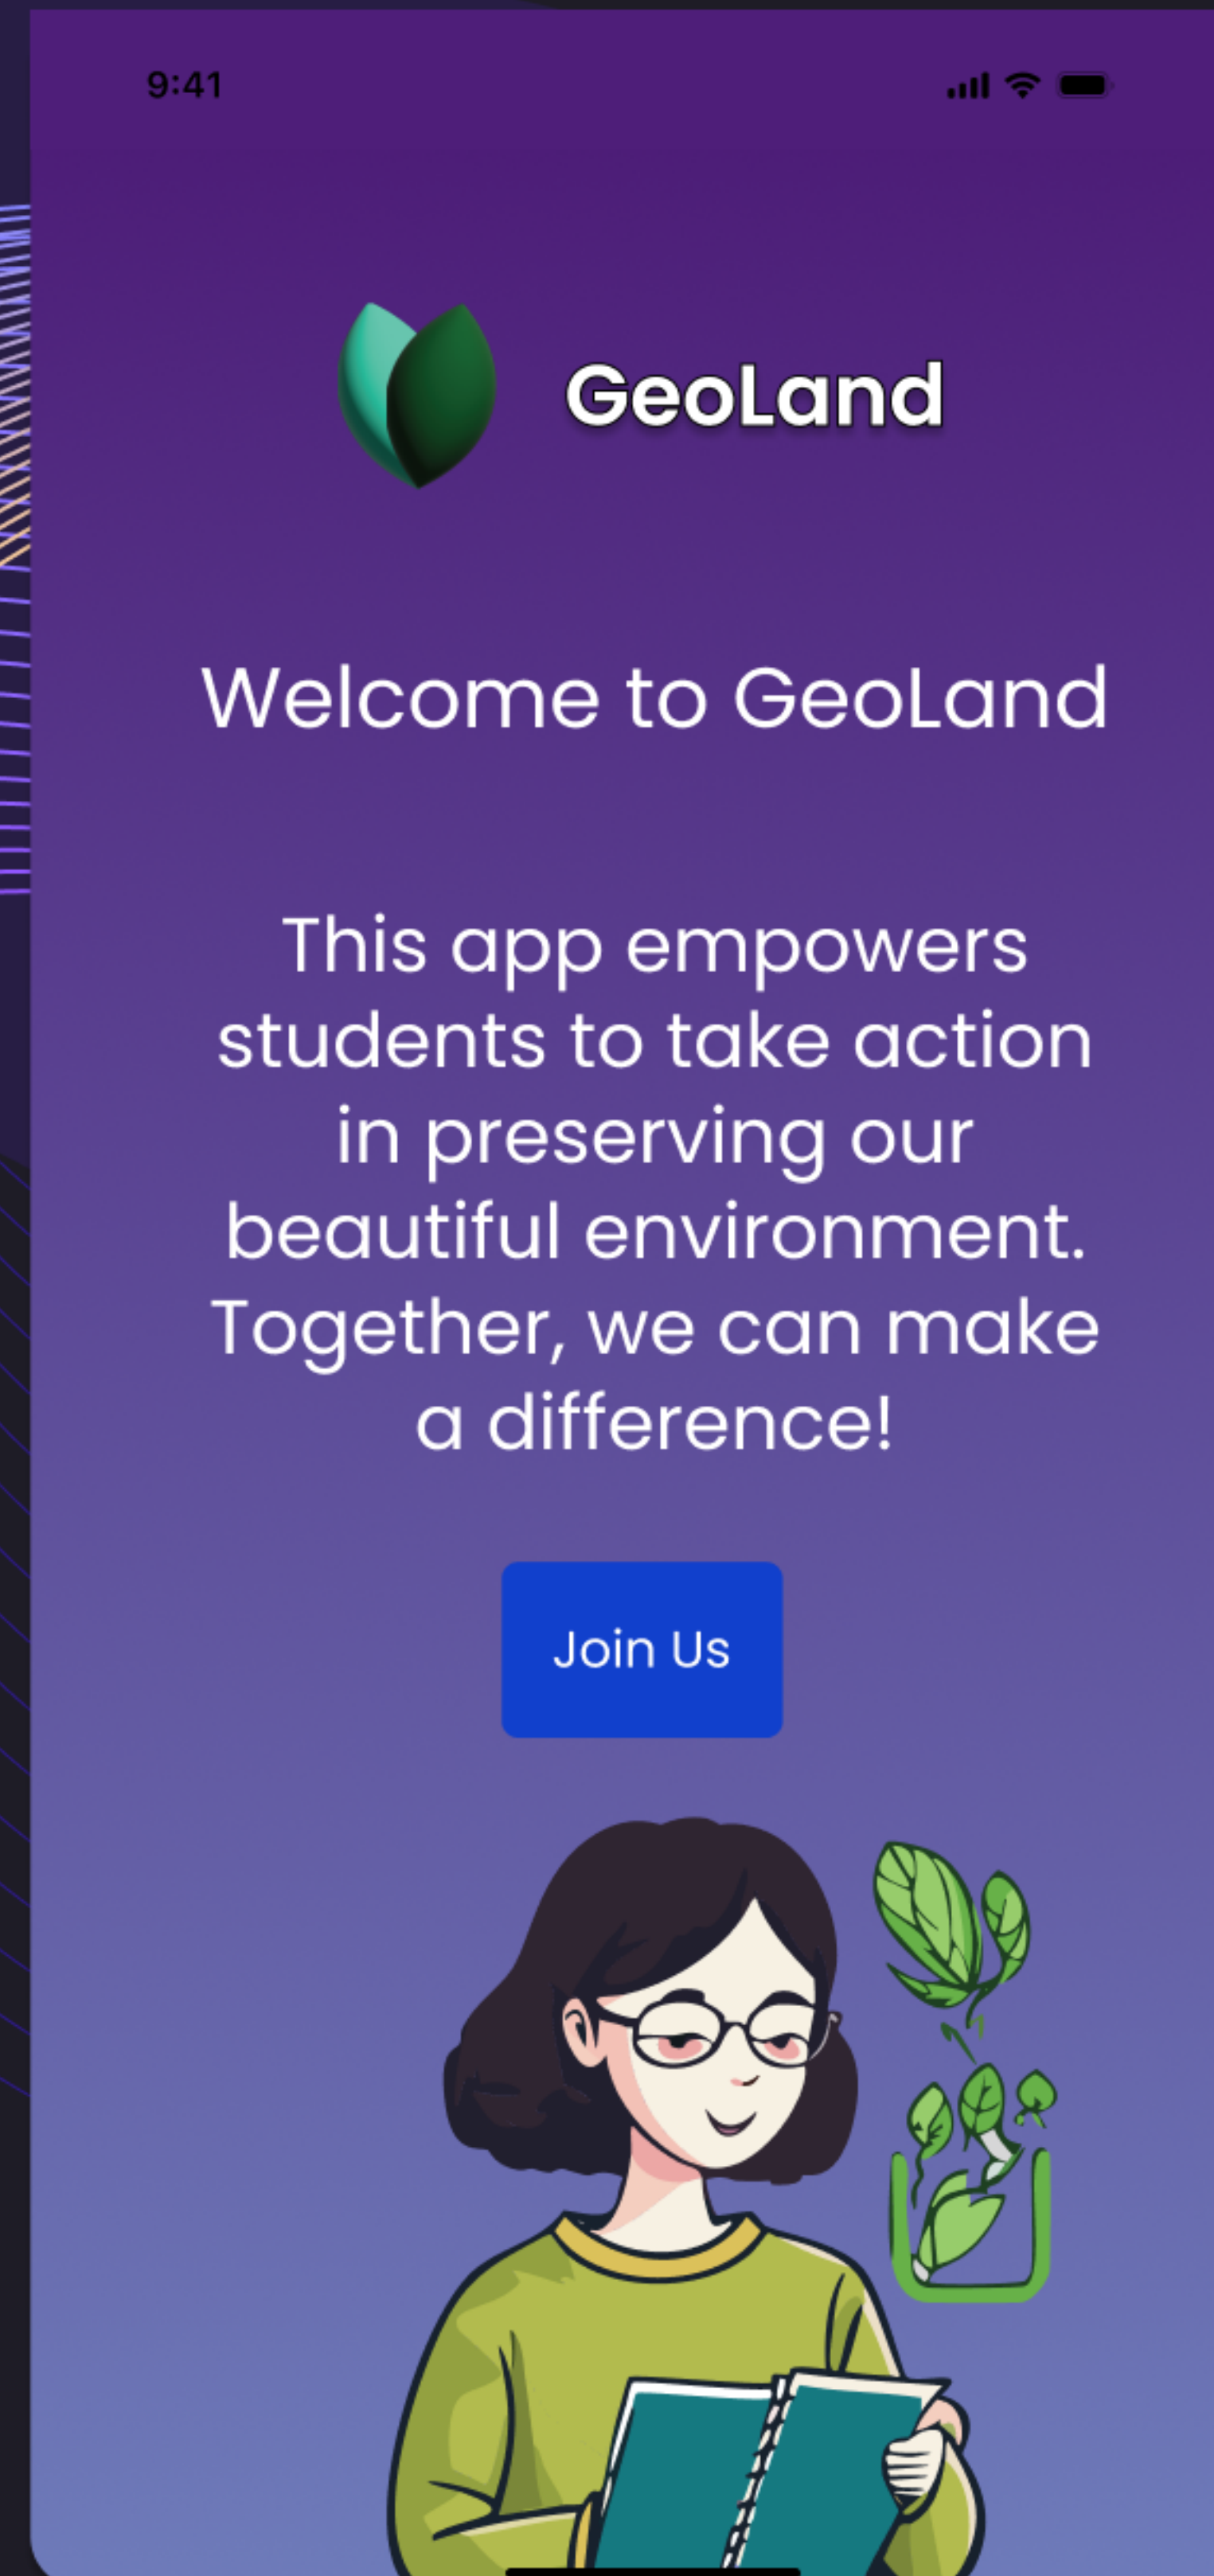 9:41
GeoLand
Welcome to GeoLand
This app empowers
students to take action
in preserving our
beautiful environment.
Together, we can make
a difference!
Join Us